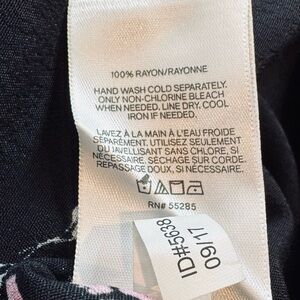 100% RAYON/RAYONNE
HAND WASH COLD SEPARATELY.
ONLY NON-CHLORINE BLEACH
WHEN NEEDED. LINE DRY. COOL
IRON IF NEEDED.
LAVEZ À LA MAIN À L'EAU FROIDE
SÉPAREMENT. UTILISEZ SEULEMENT
DU JAVELLISANT SANS CHLORE, SI
NÉCESSAIRE. SÉCHAGE SUR CORDE.
REPASSAGE DOUX, SI NÉCESSAIRE.
RN# 55285
ID#5638
09/17